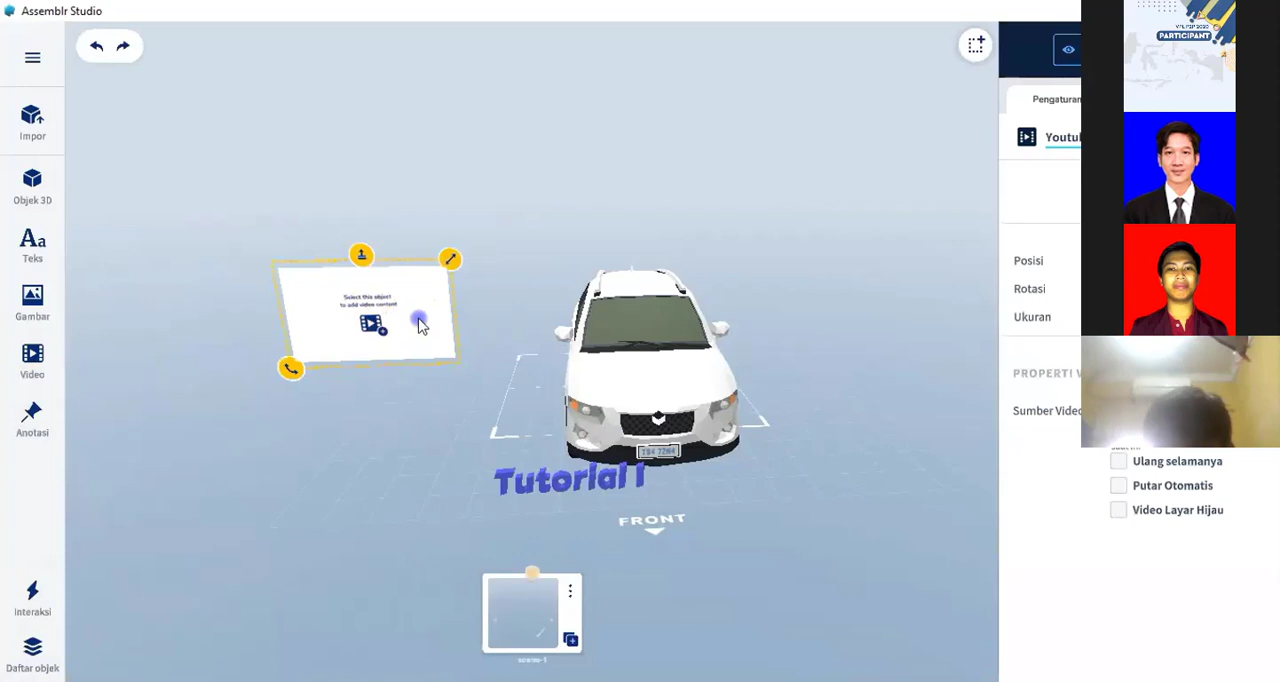 Assemblr Studio
Impor
Objek 3D
Aa
Teks
Gambar
Video
Anotasi
Interaksi
Daftar objek
Select this object
to add video content
Tutorial 1
FRONT
scene-1
Pengaturan
Youtu
Posisi
Rotasi
Ukuran
PROPERTI V
Sumber Video
Ulang selamanya
Putar Otomatis
Video Layar Hijau
PARTICIPANT